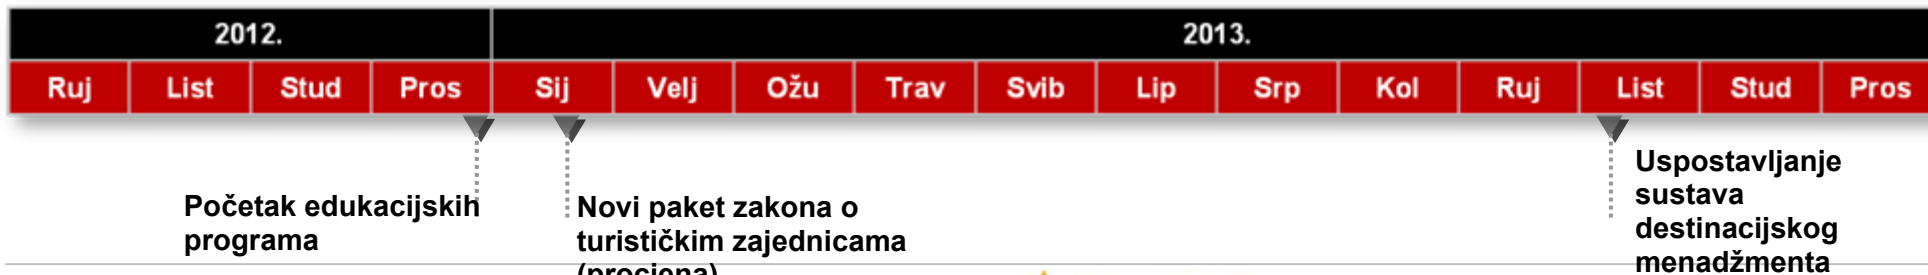 2012. 2013.
Ruj List Stud Pros Sij Velj Ožu Trav Svib Lip Srp Kol Ruj List Stud Pros
Početak edukacijskih
programa
Novi paket zakona o
turističkim zajednicama
(procjena)
Uspostavljanje
sustava
destinacijskog
menadžmenta